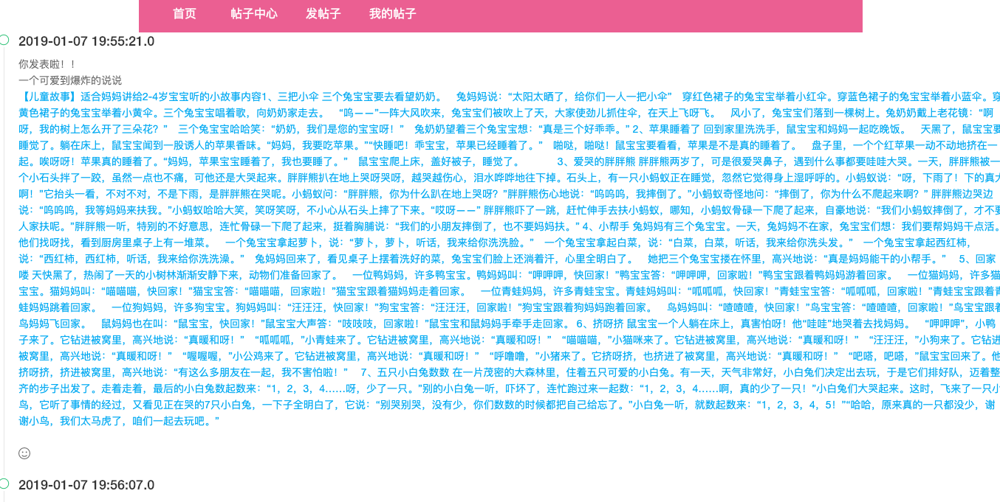 首页 帖子中心 发帖子 我的帖子
2019-01-07 19:55:21.0
你发表啦！！
一个可爱到爆炸的说说
【儿童故事】适合妈妈讲给2-4岁宝宝听的小故事内容1、三把小伞 三个兔宝宝要去看望奶奶。 兔妈妈说：“太阳太晒了，给你们一人一把小伞” 穿红色裙子的兔宝宝举着小红伞。穿蓝色裙子的兔宝宝举着小蓝伞。穿
黄色裙子的兔宝宝举着小黄伞。三个兔宝宝唱着歌，向奶奶家走去。 “呜——”一阵大风吹来，兔宝宝们被吹上了天，大家使劲儿抓住伞，在天上飞呀飞。 风小了，兔宝宝们落到一棵树上。兔奶奶戴上老花镜：“啊
呀，我的树上怎么开了三朵花？” 三个兔宝宝哈哈笑：“奶奶，我们是您的宝宝呀！” 兔奶奶望着三个兔宝宝想：“真是三个好乖乖。” 2、苹果睡着了 回到家里洗洗手，鼠宝宝和妈妈一起吃晚饭。 天黑了，鼠宝宝要
睡觉了。躺在床上，鼠宝宝闻到一股诱人的苹果香味。“妈妈，我要吃苹果。”“快睡吧！乖宝宝，苹果已经睡着了。” 啪哒，啪哒！鼠宝宝要看看，苹果是不是真的睡着了。 盘子里，一个个红苹果一动不动地挤在一
起。唉呀呀！苹果真的睡着了。“妈妈，苹果宝宝睡着了，我也要睡了。” 鼠宝宝爬上床，盖好被子，睡觉了。 3、爱哭的胖胖熊 胖胖熊两岁了，可是很爱哭鼻子，遇到什么事都要哇哇大哭。一天，胖胖熊被一
个小石头拌了一跤，虽然一点也不痛，可他还是大哭起来。胖胖熊扒在地上哭呀哭呀，越哭越伤心，泪水哗哗地往下掉。石头上，有一只小蚂蚁正在睡觉，忽然它觉得身上湿呼呼的。小蚂蚁说：“呀，下雨了！下的真大
啊！”它抬头一看，不对不对，不是下雨，是胖胖熊在哭呢。小蚂蚁问：“胖胖熊，你为什么趴在地上哭呀？”胖胖熊伤心地说：“呜呜呜，我摔倒了。”小蚂蚁奇怪地问：“摔倒了，你为什么不爬起来啊？” 胖胖熊边哭边
说：“呜呜呜，我等妈妈来扶我。”小蚂蚁哈哈大笑，笑呀笑呀，不小心从石头上摔了下来。“哎呀——” 胖胖熊吓了一跳，赶忙伸手去扶小蚂蚁，哪知，小蚂蚁骨碌一下爬了起来，自豪地说：“我们小蚂蚁摔倒了，才不要
人家扶呢。”胖胖熊一听，特别的不好意思，连忙骨碌一下爬了起来，挺着胸脯说：“我们的小朋友摔倒了，也不要妈妈扶。” 4、小帮手 兔妈妈有三个兔宝宝。一天，兔妈妈不在家，兔宝宝们想：我们要帮妈妈干点活。
他们找呀找，看到厨房里桌子上有一堆菜。 一个兔宝宝拿起萝卜，说：“萝卜，萝卜，听话，我来给你洗洗脸。” 一个兔宝宝拿起白菜，说：“白菜，白菜，听话，我来给你洗头发。” 一个兔宝宝拿起西红柿，
说：“西红柿，西红柿，听话，我来给你洗洗澡。” 兔妈妈回来了，看见桌子上摆着洗好的菜，兔宝宝们脸上还淌着汗，心里全明白了。 她把三个兔宝宝搂在怀里，高兴地说：“真是妈妈能干的小帮手。” 5、回家
喽 天快黑了，热闹了一天的小树林渐渐安静下来，动物们准备回家了。 一位鸭妈妈，许多鸭宝宝。鸭妈妈叫：“呷呷呷，快回家！”鸭宝宝答：“呷呷呷，回家啦！”鸭宝宝跟着鸭妈妈游着回家。 一位猫妈妈，许多猫
宝宝。猫妈妈叫：“喵喵喵，快回家！”猫宝宝答：“喵喵喵，回家啦！”猫宝宝跟着猫妈妈走着回家。 一位青蛙妈妈，许多青蛙宝宝。青蛙妈妈叫：“呱呱呱，快回家！”青蛙宝宝答：“呱呱呱，回家啦！”青蛙宝宝跟着青
蛙妈妈跳着回家。 一位狗妈妈，许多狗宝宝。狗妈妈叫：“汪汪汪，快回家！”狗宝宝答：“汪汪汪，回家啦！”狗宝宝跟着狗妈妈跑着回家。 鸟妈妈叫：“喳喳喳，快回家！”鸟宝宝答：“喳喳喳，回家啦！”鸟宝宝跟着
鸟妈妈飞回家。 鼠妈妈也在叫：“鼠宝宝，快回家！”鼠宝宝大声答：“吱吱吱，回家啦！”鼠宝宝和鼠妈妈手牵手走回家。 6、挤呀挤 鼠宝宝一个人躺在床上，真害怕呀！他“哇哇”地哭着去找妈妈。 “呷呷呷”，小鸭
子来了。它钻进被窝里，高兴地说：“真暖和呀！” “呱呱呱，”小青蛙来了。它钻进被窝里，高兴地说：“真暖和呀！” “喵喵喵，”小猫咪来了。它钻进被窝里，高兴地说：“真暖和呀！” “汪汪汪，”小狗来了。它钻进
被窝里，高兴地说：“真暖和呀！” “喔喔喔，”小公鸡来了。它钻进被窝里，高兴地说：“真暖和呀！” “呼噜噜，”小猪来了。它挤呀挤，也挤进了被窝里，高兴地说：“真暖和呀！” “吧嗒，吧嗒，”鼠宝宝回来了。他
挤呀挤，挤进被窝里，高兴地说：“有这么多朋友在一起，我不害怕啦！” 7、五只小白兔数数 在一片茂密的大森林里，住着五只可爱的小白兔。有一天，天气非常好，小白兔们决定出去玩，于是它们排好队，迈着整
齐的步子出发了。走着走着，最后的小白兔数起数来：“1，2，3，4……呀，少了一只。”别的小白兔一听，吓坏了，连忙跑过来一起数：“1，2，3，4……啊，真的少了一只！”小白兔们大哭起来。这时，飞来了一只小
鸟，它听了事情的经过，又看见正在哭的7只小白兔，一下子全明白了，它说：“别哭别哭，没有少，你们数数的时候都把自己给忘了。”小白兔一听，就数起数来：“1，2，3，4，5！”“哈哈，原来真的一只都没少，谢
谢小鸟，我们太马虎了，咱们一起去玩吧。”
2019-01-07 19:56:07.0